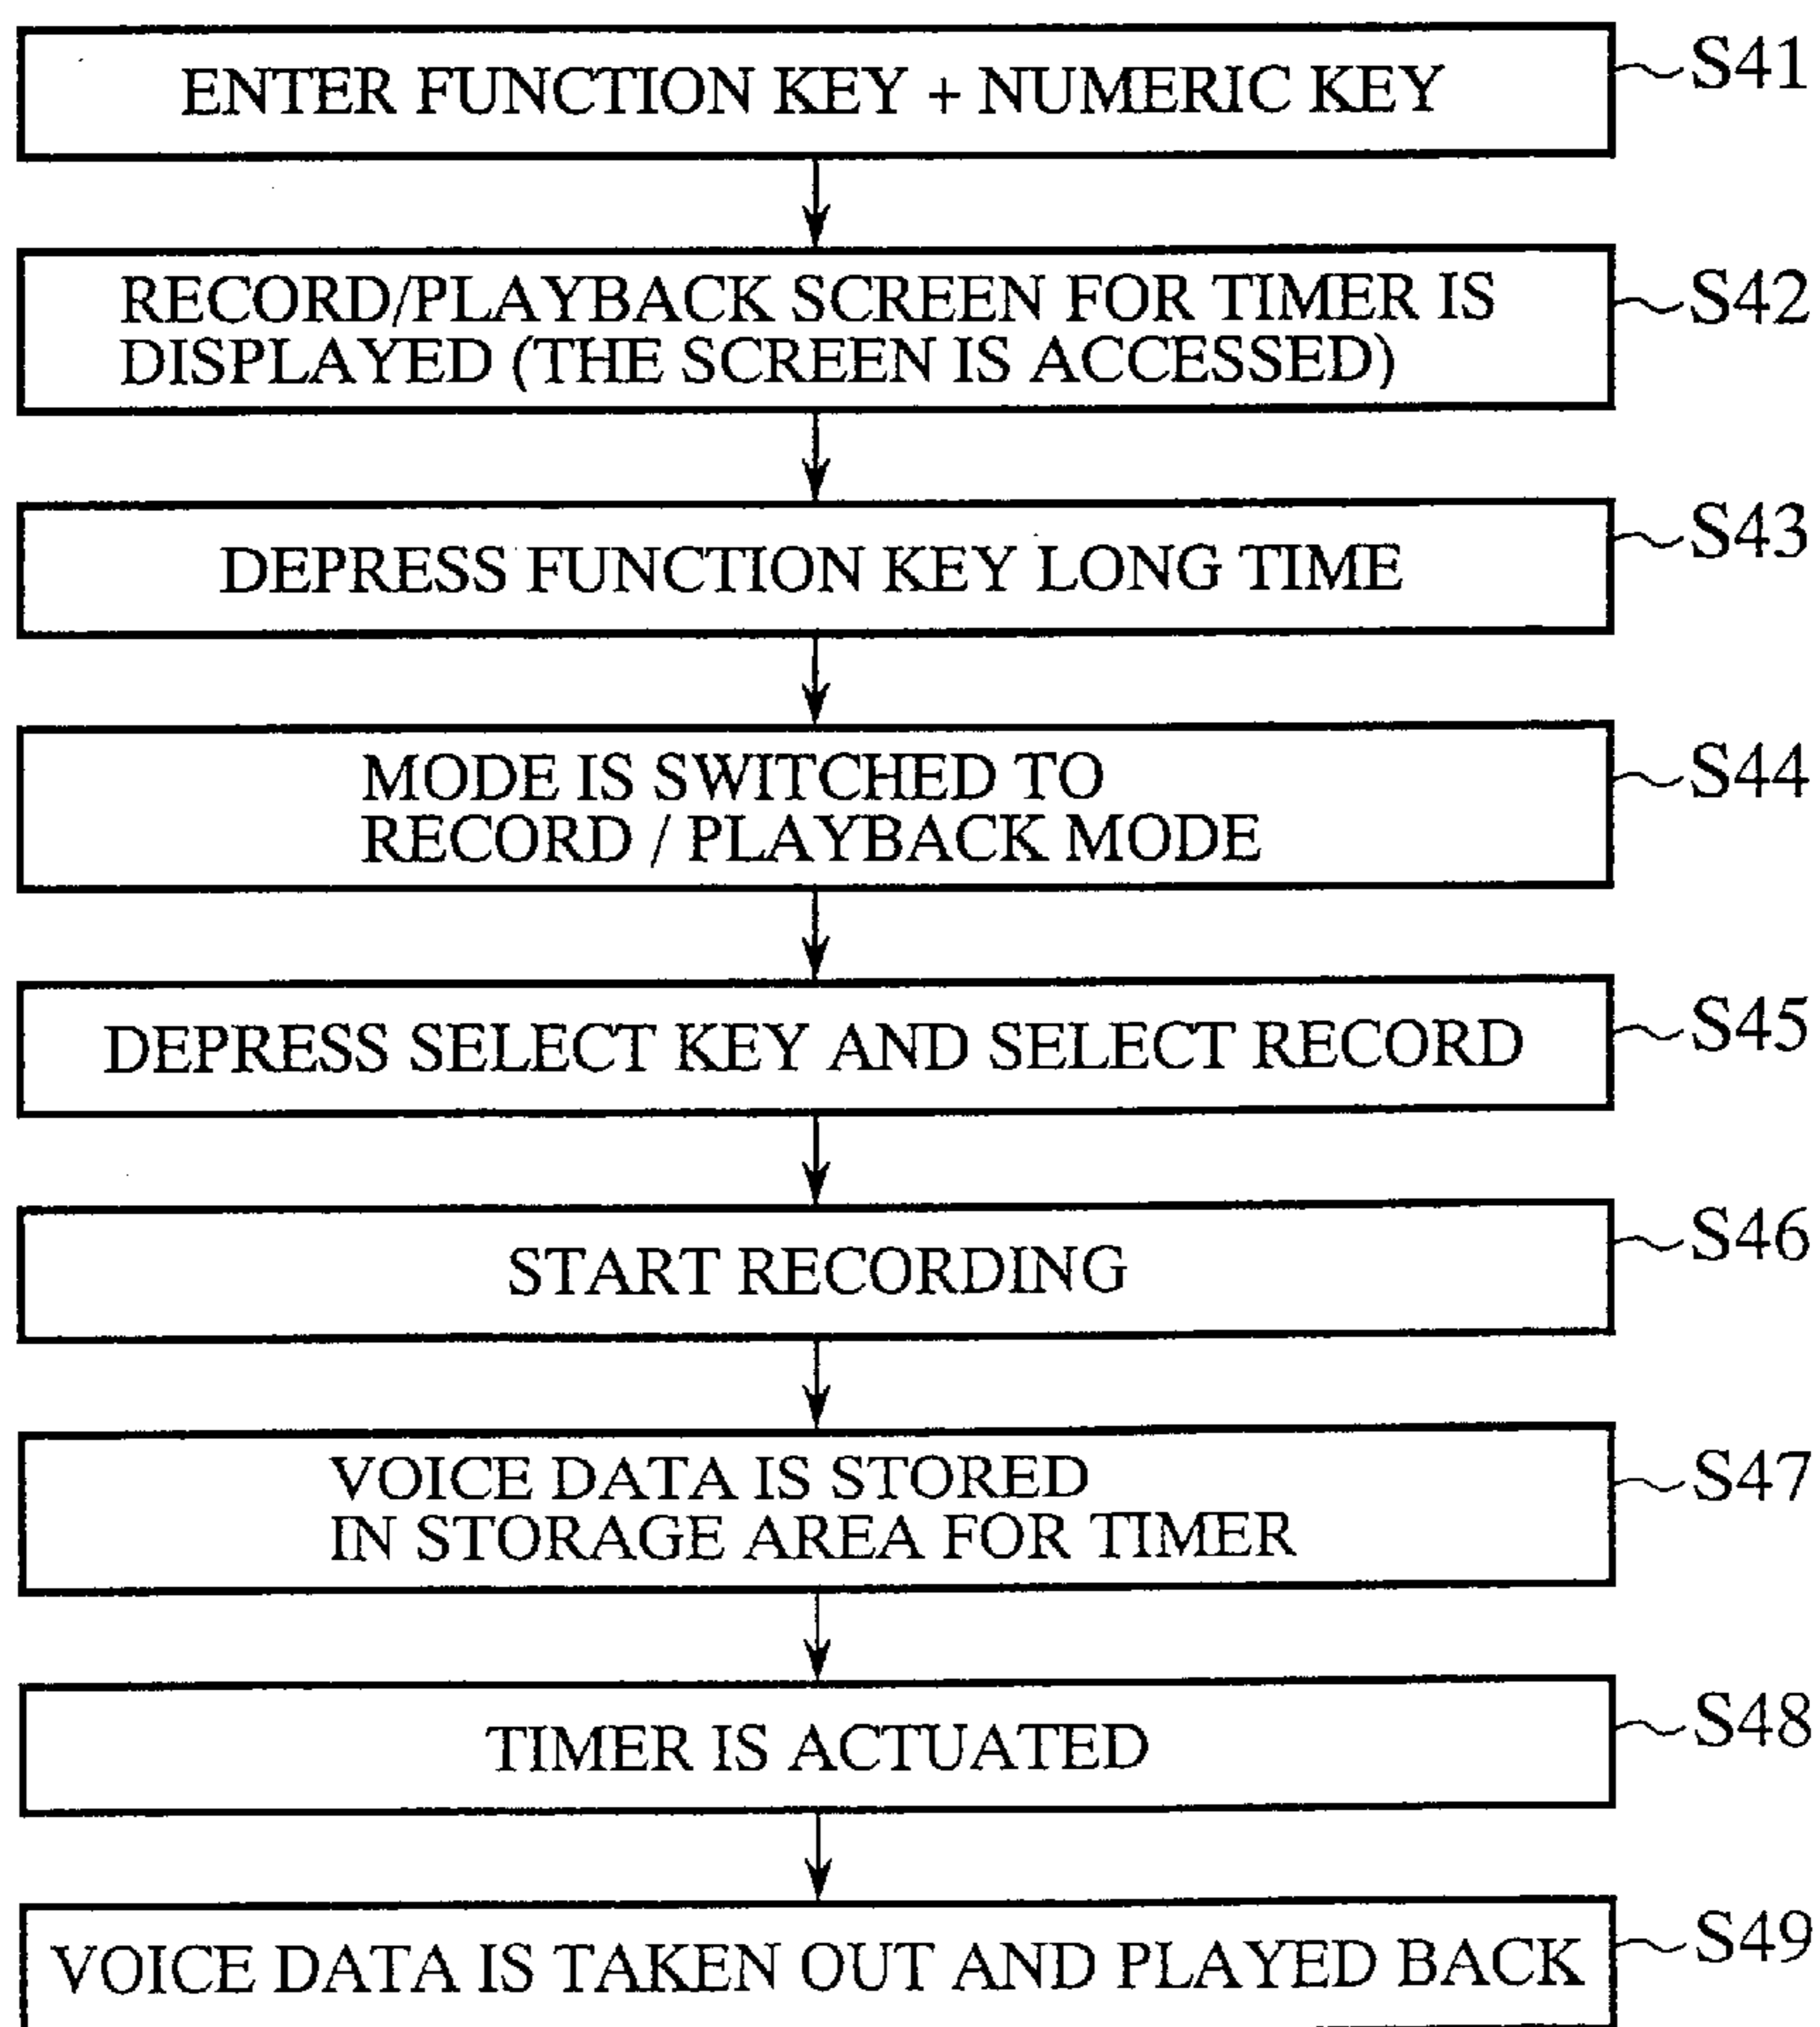 ENTER FUNCTION KEY + NUMERIC KEY
S41
RECORD/PLAYBACK SCREEN FOR TIMER IS
DISPLAYED (THE SCREEN IS ACCESSED)
S42
DEPRESS FUNCTION KEY LONG TIME
S43
MODE IS SWITCHED TO
RECORD / PLAYBACK MODE
S44
DEPRESS SELECT KEY AND SELECT RECORD
S45
START RECORDING
S46
VOICE DATA IS STORED
IN STORAGE AREA FOR TIMER
S47
TIMER IS ACTUATED
S48
VOICE DATA IS TAKEN OUT AND PLAYED BACK
S49